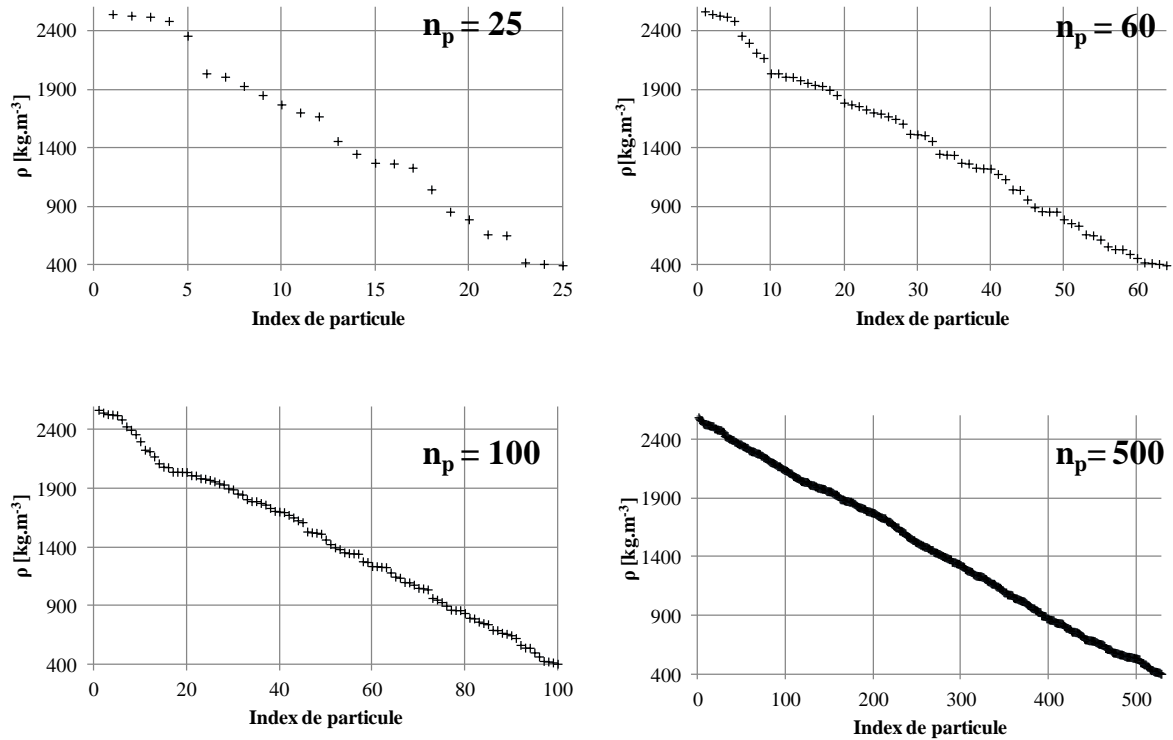 n_p = 25
ρ [kg.m⁻³]
2400
1900
1400
900
400
0 5 10 15 20 25
Index de particule
n_p = 60
ρ [kg.m⁻³]
2400
1900
1400
900
400
0 10 20 30 40 50 60
Index de particule
n_p = 100
ρ [kg.m⁻³]
2400
1900
1400
900
400
0 20 40 60 80 100
Index de particule
n_p = 500
ρ [kg.m⁻³]
2400
1900
1400
900
400
0 100 200 300 400 500
Index de particule